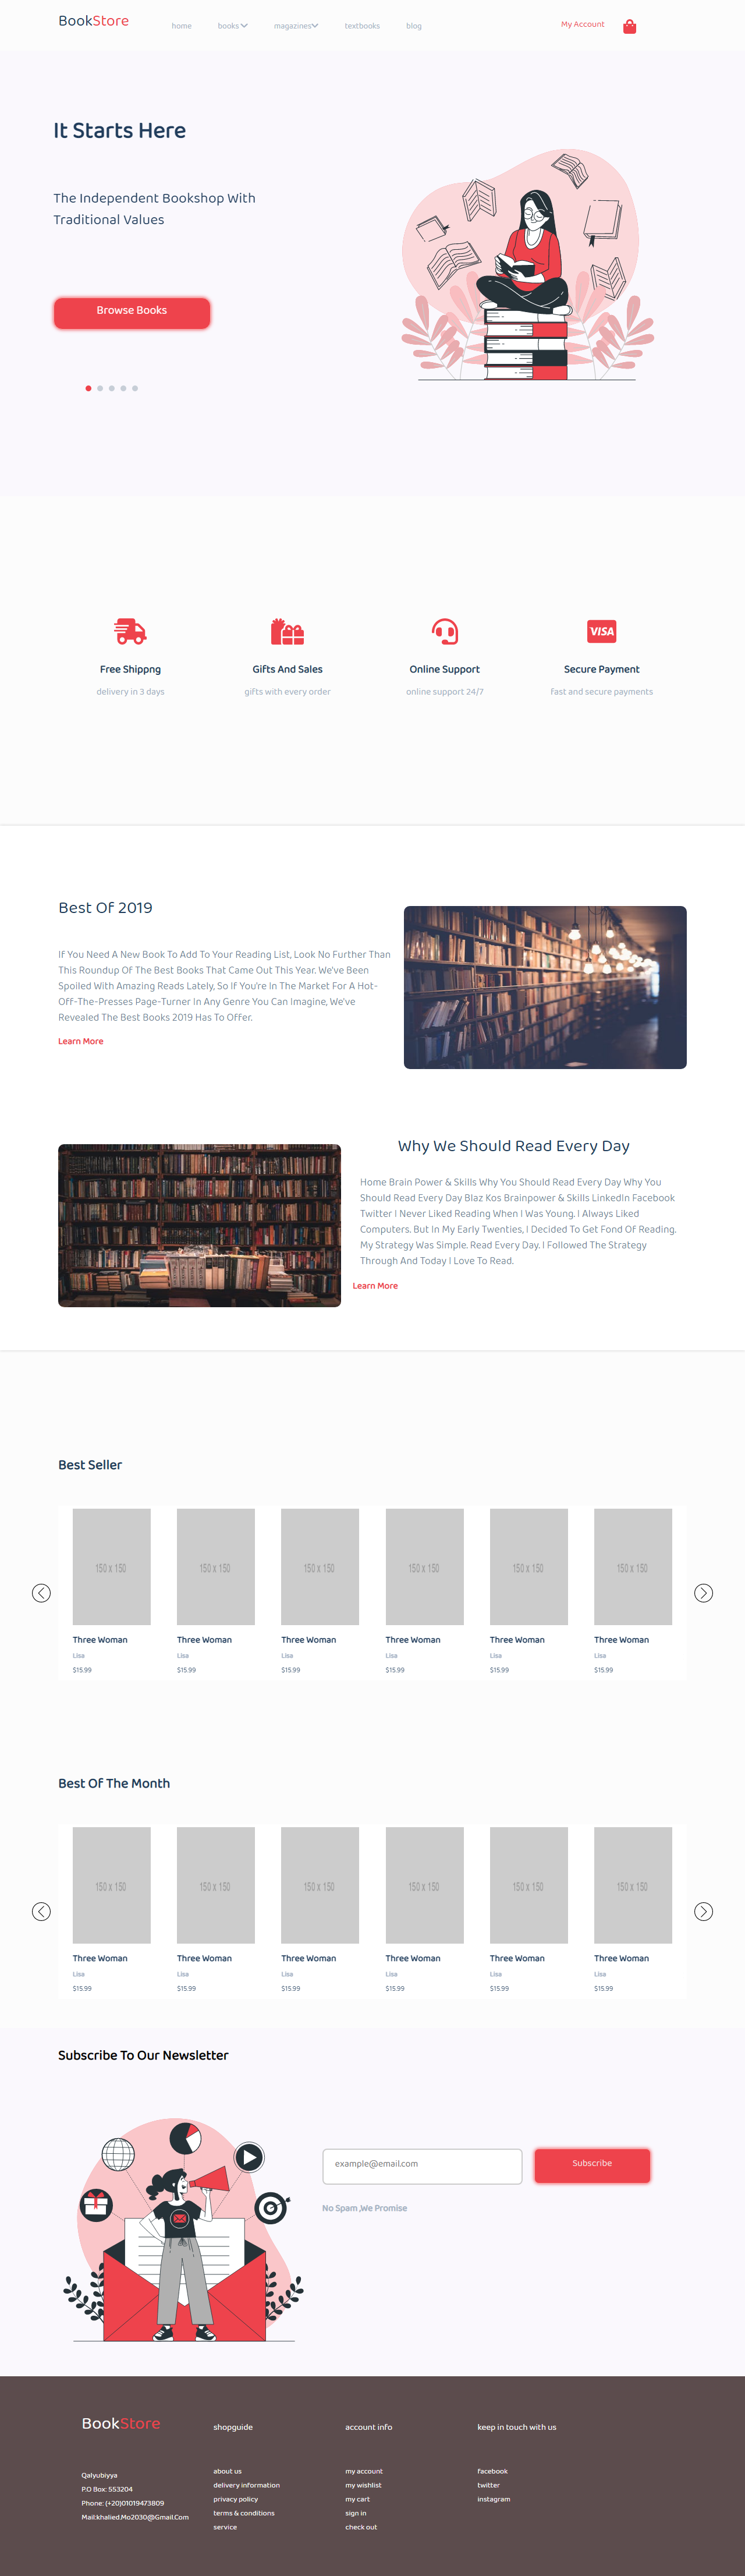 BookStore
home
books
magazines
textbooks
blog
My Account
It Starts Here
The Independent Bookshop With
Traditional Values
Browse Books
VISA
Free Shippng
Gifts And Sales
Online Support
Secure Payment
delivery in 3 days
gifts with every order
online support 24/7
fast and secure payments
Best Of 2019
If You Need A New Book To Add To Your Reading List, Look No Further Than
This Roundup Of The Best Books That Came Out This Year. We've Been
Spoiled With Amazing Reads Lately, So If You're In The Market For A Hot-
Off-The-Presses Page-Turner In Any Genre You Can Imagine, We've
Revealed The Best Books 2019 Has To Offer.
Learn More
Why We Should Read Every Day
Home Brain Power & Skills Why You Should Read Every Day Why You
Should Read Every Day Blaz Kos Brainpower & Skills LinkedIn Facebook
Twitter I Never Liked Reading When I Was Young. I Always Liked
Computers. But In My Early Twenties, I Decided To Get Fond Of Reading.
My Strategy Was Simple. Read Every Day. I Followed The Strategy
Through And Today I Love To Read.
Learn More
Best Seller
150 x 150
150 x 150
150 x 150
150 x 150
150 x 150
150 x 150
Three Woman
Three Woman
Three Woman
Three Woman
Three Woman
Three Woman
Lisa
Lisa
Lisa
Lisa
Lisa
Lisa
$15.99
$15.99
$15.99
$15.99
$15.99
$15.99
Best Of The Month
150 x 150
150 x 150
150 x 150
150 x 150
150 x 150
150 x 150
Three Woman
Three Woman
Three Woman
Three Woman
Three Woman
Three Woman
Lisa
Lisa
Lisa
Lisa
Lisa
Lisa
$15.99
$15.99
$15.99
$15.99
$15.99
$15.99
Subscribe To Our Newsletter
example@email.com
Subscribe
No Spam ,We Promise
BookStore
Qalyubiyya
P.O Box: 553204
Phone: (+20)01019473809
Mail:khalied.Mo2030@Gmail.Com
shopguide
about us
delivery information
privacy policy
terms & conditions
service
account info
my account
my wishlist
my cart
sign in
check out
keep in touch with us
facebook
twitter
instagram